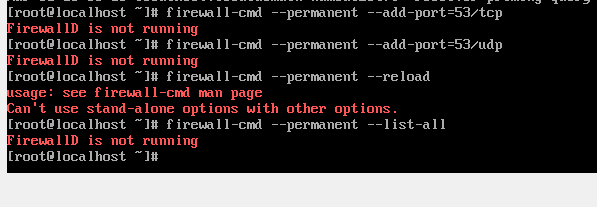 [root@localhost ~]# firewall-cmd --permanent --add-port=53/tcp
FirewallD is not running
[root@localhost ~]# firewall-cmd --permanent --add-port=53/udp
FirewallD is not running
[root@localhost ~]# firewall-cmd --permanent --reload
usage: see firewall-cmd man page
Can't use stand-alone options with other options.
[root@localhost ~]# firewall-cmd --permanent --list-all
FirewallD is not running
[root@localhost ~]#